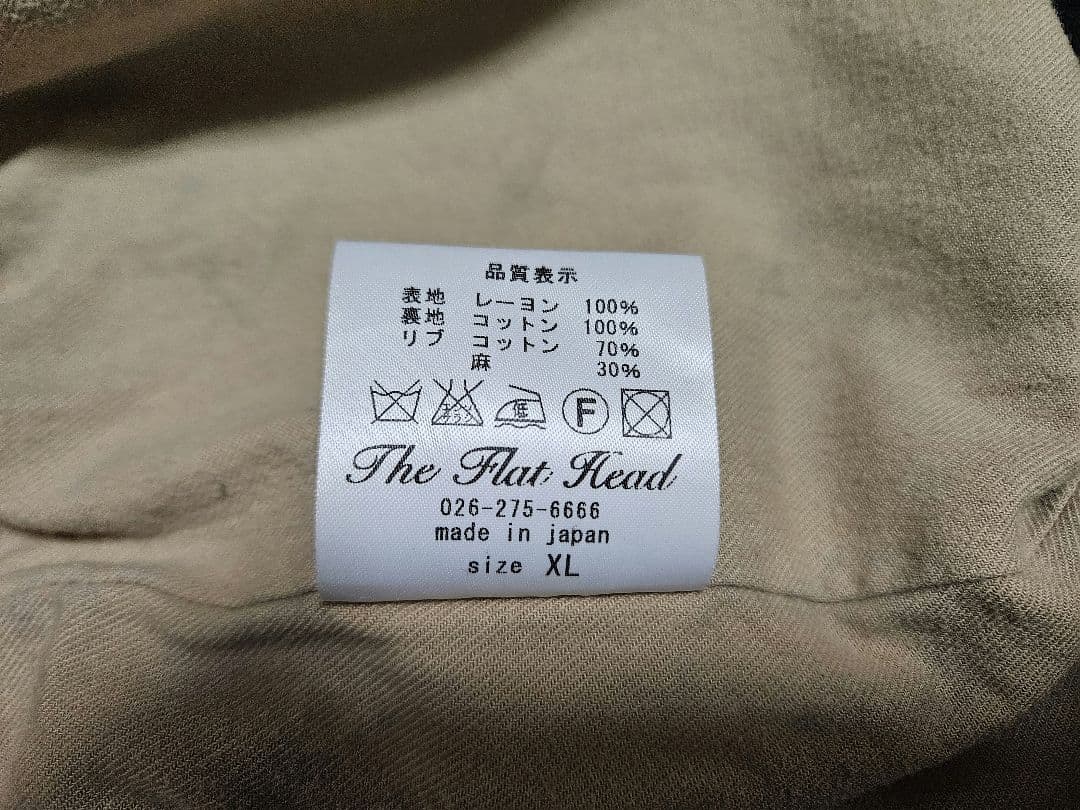 品質表示
表地 レーヨン 100%
裏地 コットン 100%
リブ コットン 70%
麻 30%
低 F
The Flat Head
026-275-6666
made in japan
size XL